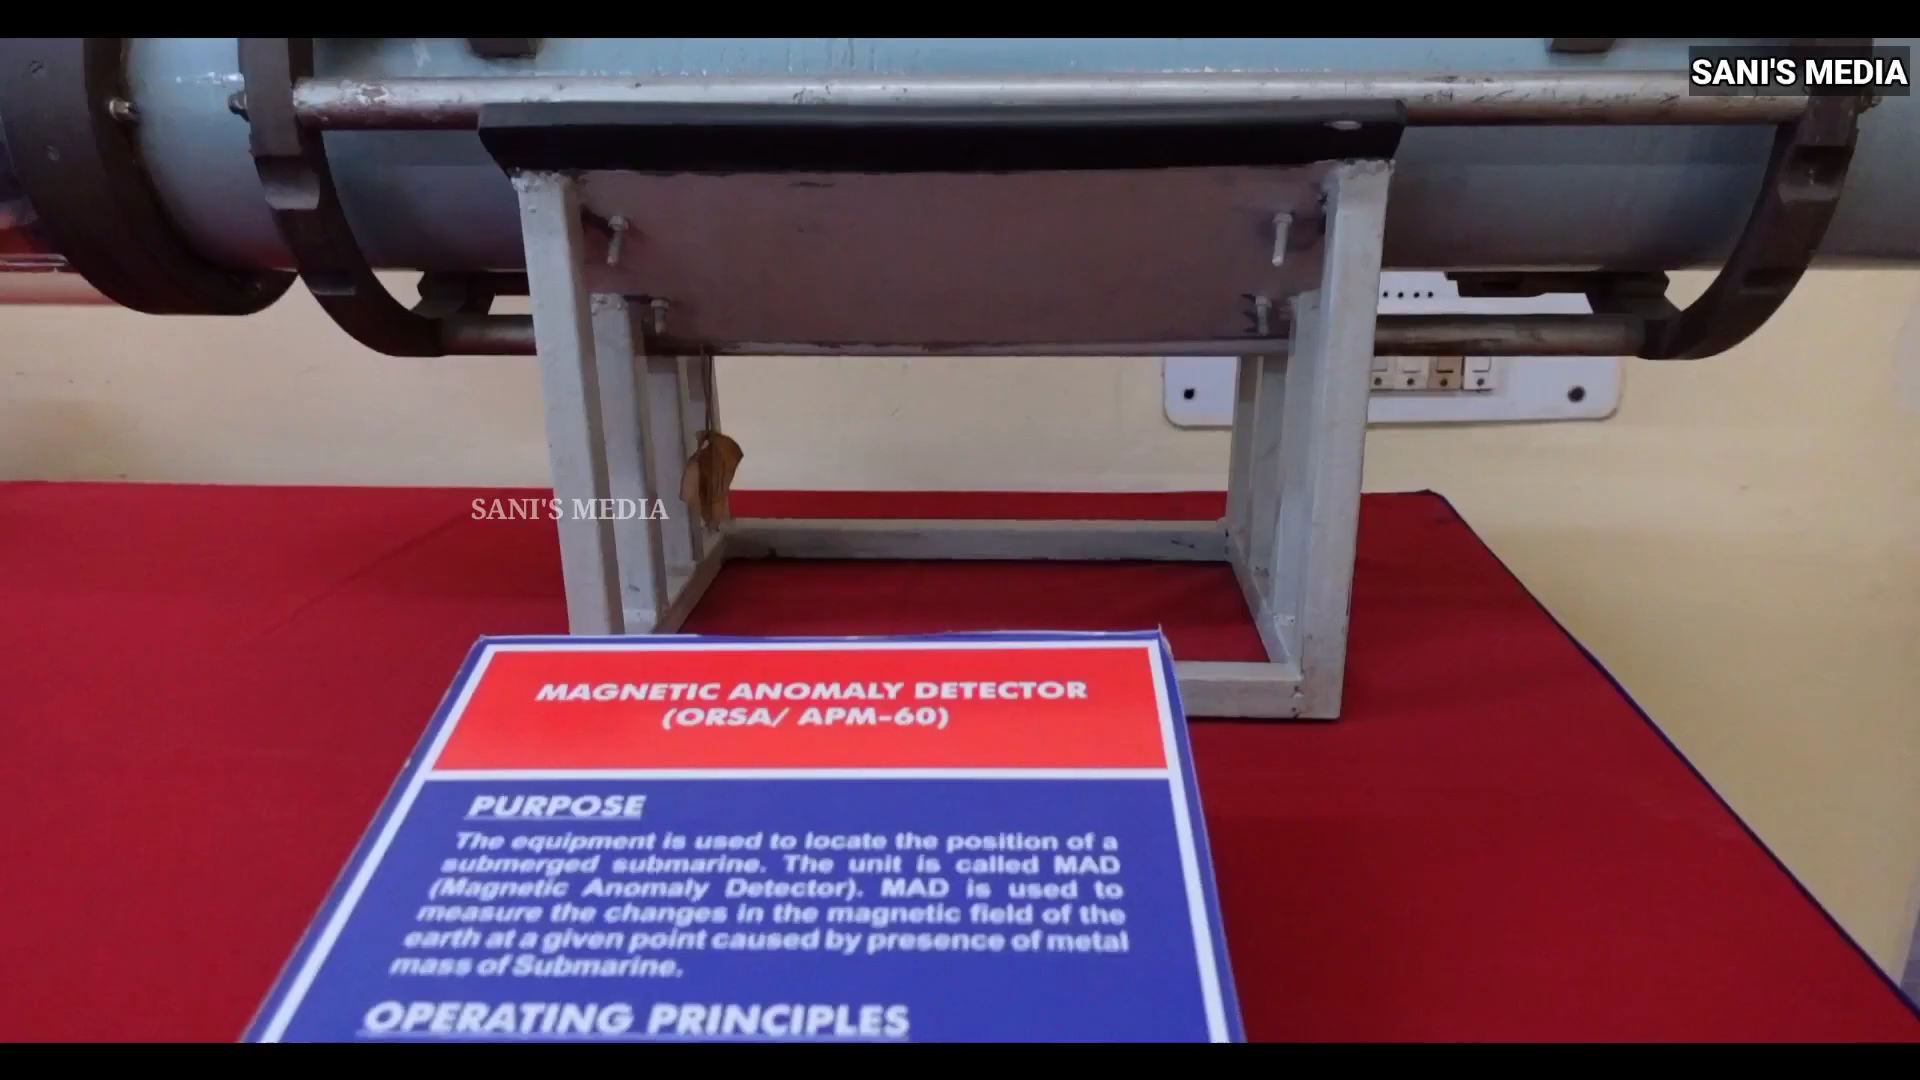 SANI'S MEDIA
SANI'S MEDIA
MAGNETIC ANOMALY DETECTOR
(ORSA/ APM-60)
PURPOSE
The equipment is used to locate the position of a
submerged submarine. The unit is called MAD
(Magnetic Anomaly Detector). MAD is used to
measure the changes in the magnetic field of the
earth at a given point caused by presence of metal
mass of Submarine.
OPERATING PRINCIPLES